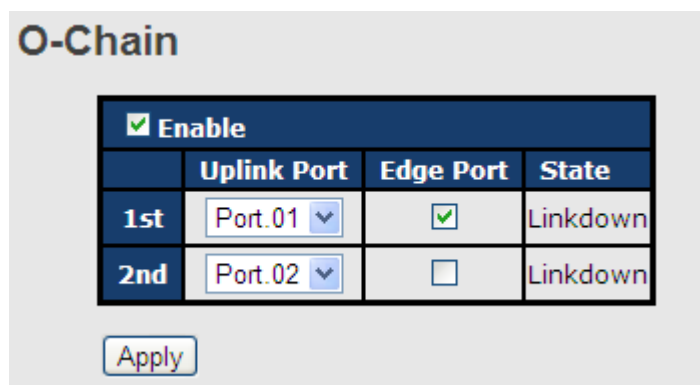 O-Chain
Enable
Uplink Port Edge Port State
1st Port.01 Linkdown
2nd Port.02 Linkdown
Apply